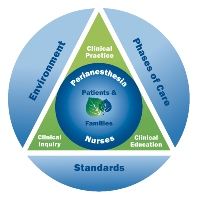 Environment
Phases of Care
Clinical
Practice
Perianesthesia
Patients &
Families
Nurses
Clinical
Inquiry
Clinical
Education
Standards